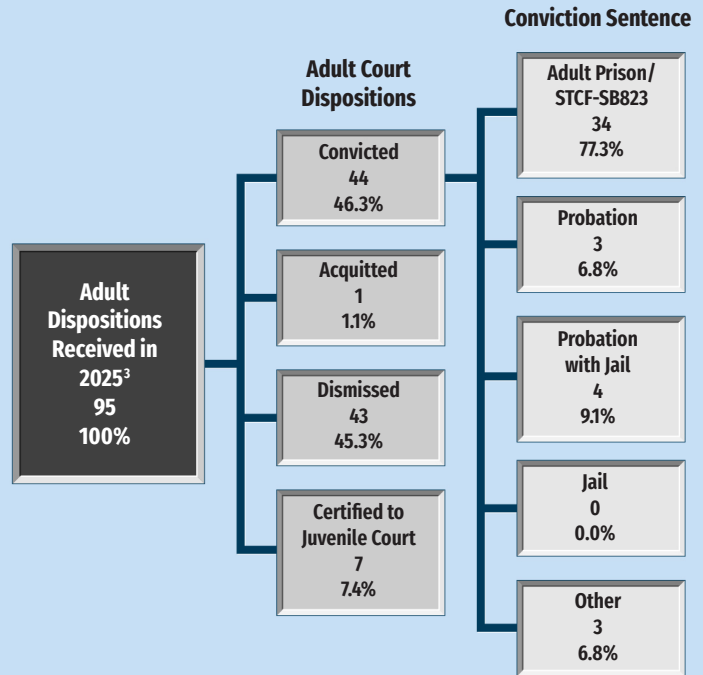 Conviction Sentence
Adult Court
Dispositions
Adult
Dispositions
Received in
2025³
95
100%
Convicted
44
46.3%
Acquitted
1
1.1%
Dismissed
43
45.3%
Certified to
Juvenile Court
7
7.4%
Adult Prison/
STCF-SB823
34
77.3%
Probation
3
6.8%
Probation
with Jail
4
9.1%
Jail
0
0.0%
Other
3
6.8%